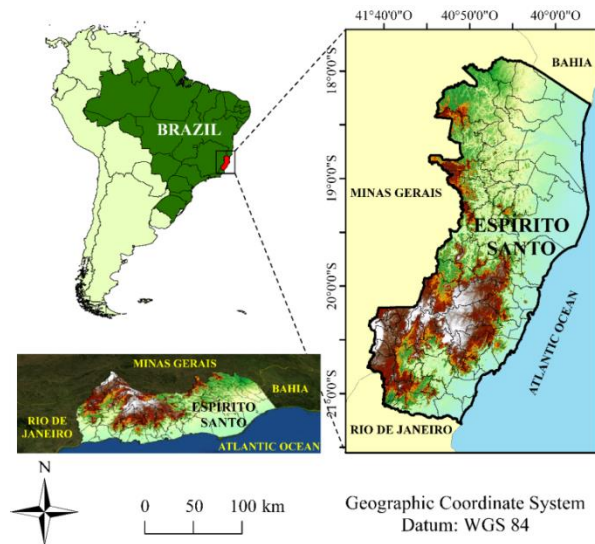 41°40'0"O 40°50'0"O 40°00'0"O
BAHIA
18°0'0"S
BRAZIL
19°0'0"S
MINAS GERAIS
ESPÍRITO
SANTO
20°0'0"S
ATLANTIC OCEAN
21°0'0"S
RIO DE JANEIRO
MINAS GERAIS
BAHIA
ESPÍRITO
SANTO
RIO DE
JANEIRO
ATLANTIC OCEAN
N
0 50 100 km
Geographic Coordinate System
Datum: WGS 84